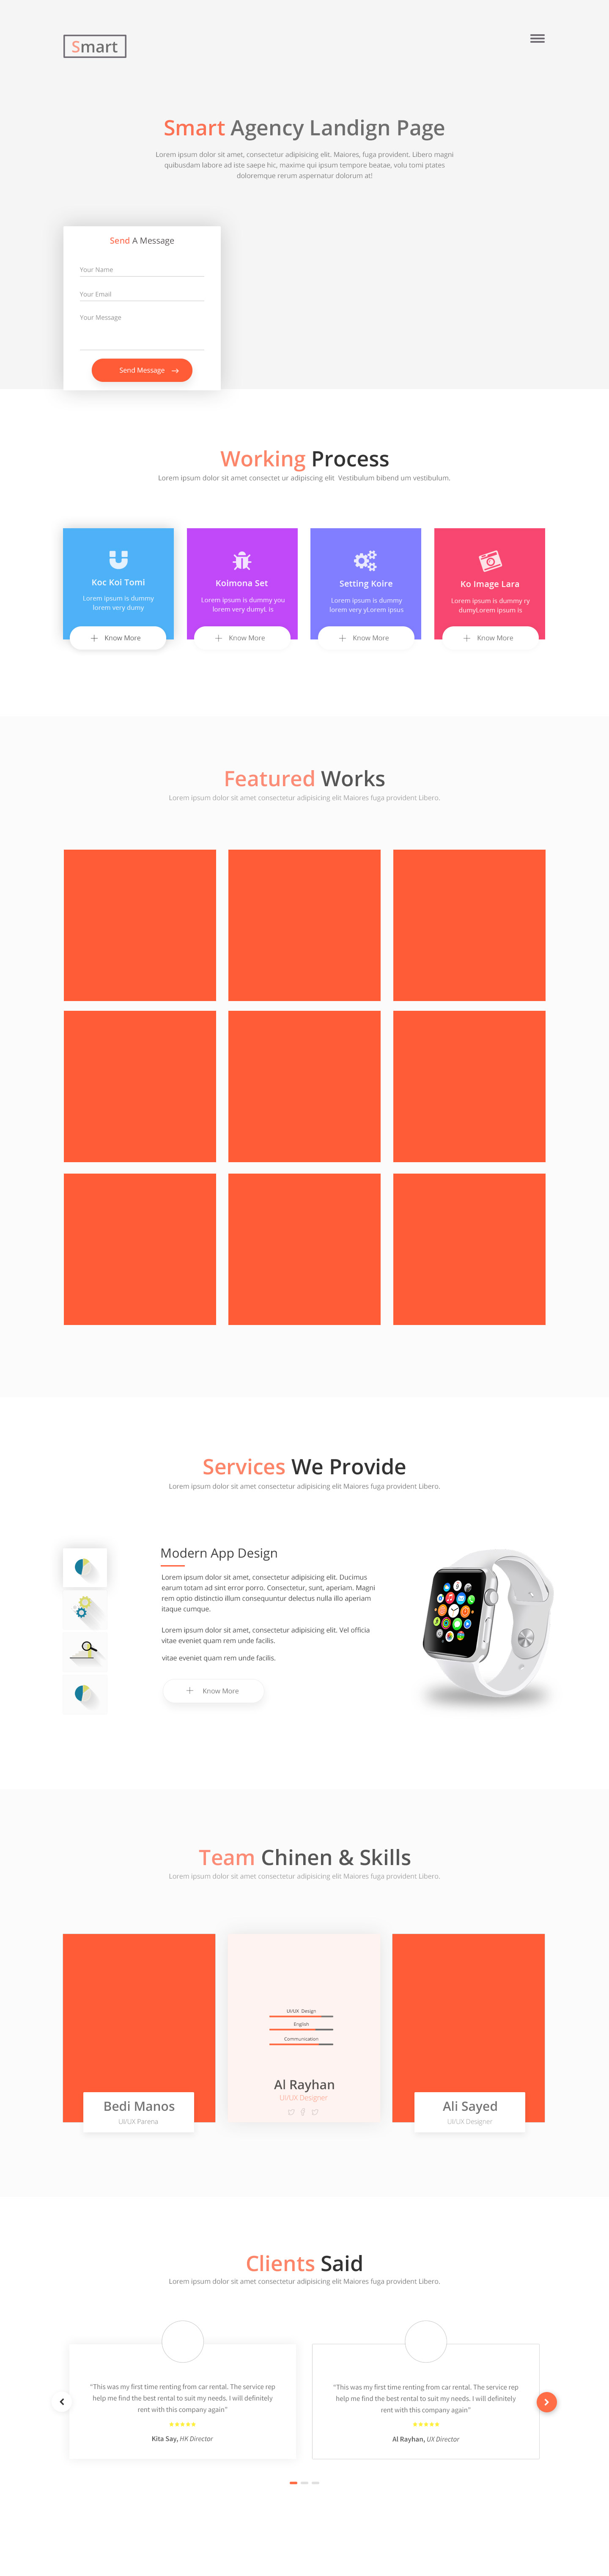 Smart
Smart Agency Landign Page
Lorem ipsum dolor sit amet, consectetur adipisicing elit. Maiores, fuga provident. Libero magni
quibusdam labore ad iste saepe hic, maxime qui ipsum tempore beatae, volu tomi ptates
doloremque rerum aspernatur dolorum at!
Send A Message
Your Name
Your Email
Your Message
Send Message
Working Process
Lorem ipsum dolor sit amet consectet ur adipiscing elit Vestibulum bibend um vestibulum.
Koc Koi Tomi
Lorem ipsum is dummy
lorem very dumy
Know More
Koimona Set
Lorem ipsum is dummy you
lorem very dumyL is
Know More
Setting Koire
Lorem ipsum is dummy
lorem very yLorem ipsus
Know More
Ko Image Lara
Lorem ipsum is dummy ry
dumyLorem ipsum is
Know More
Featured Works
Lorem ipsum dolor sit amet consectetur adipisicing elit Maiores fuga provident Libero.
Services We Provide
Lorem ipsum dolor sit amet consectetur adipisicing elit Maiores fuga provident Libero.
Modern App Design
Lorem ipsum dolor sit amet, consectetur adipisicing elit. Ducimus
earum totam ad sint error porro. Consectetur, sunt, aperiam. Magni
rem optio distinctio illum consequuntur delectus nulla illo aperiam
itaque cumque.
Lorem ipsum dolor sit amet, consectetur adipisicing elit. Vel officia
vitae eveniet quam rem unde facilis.
vitae eveniet quam rem unde facilis.
Know More
Team Chinen & Skills
Lorem ipsum dolor sit amet consectetur adipisicing elit Maiores fuga provident Libero.
Bedi Manos
UI/UX Parena
UI/UX Design
English
Communication
Al Rayhan
UI/UX Designer
Ali Sayed
UI/UX Designer
Clients Said
Lorem ipsum dolor sit amet consectetur adipisicing elit Maiores fuga provident Libero.
"This was my first time renting from car rental. The service rep
help me find the best rental to suit my needs. I will definitely
rent with this company again"
Kita Say, HK Director
"This was my first time renting from car rental. The service rep
help me find the best rental to suit my needs. I will definitely
rent with this company again"
Al Rayhan, UX Director